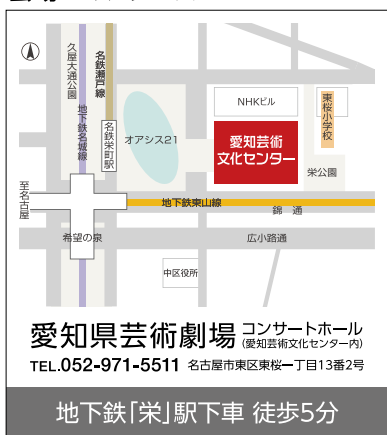 久屋大通公園
地下鉄名城線
名鉄瀬戸線
名鉄栄町駅
オアシス21
NHKビル
東桜小学校
愛知芸術
文化センター
栄公園
至名古屋
地下鉄東山線
錦通
希望の泉
広小路通
中区役所
愛知県芸術劇場 コンサートホール
(愛知芸術文化センター内)
TEL.052-971-5511 名古屋市東区東桜一丁目13番2号
地下鉄「栄」駅下車 徒歩5分